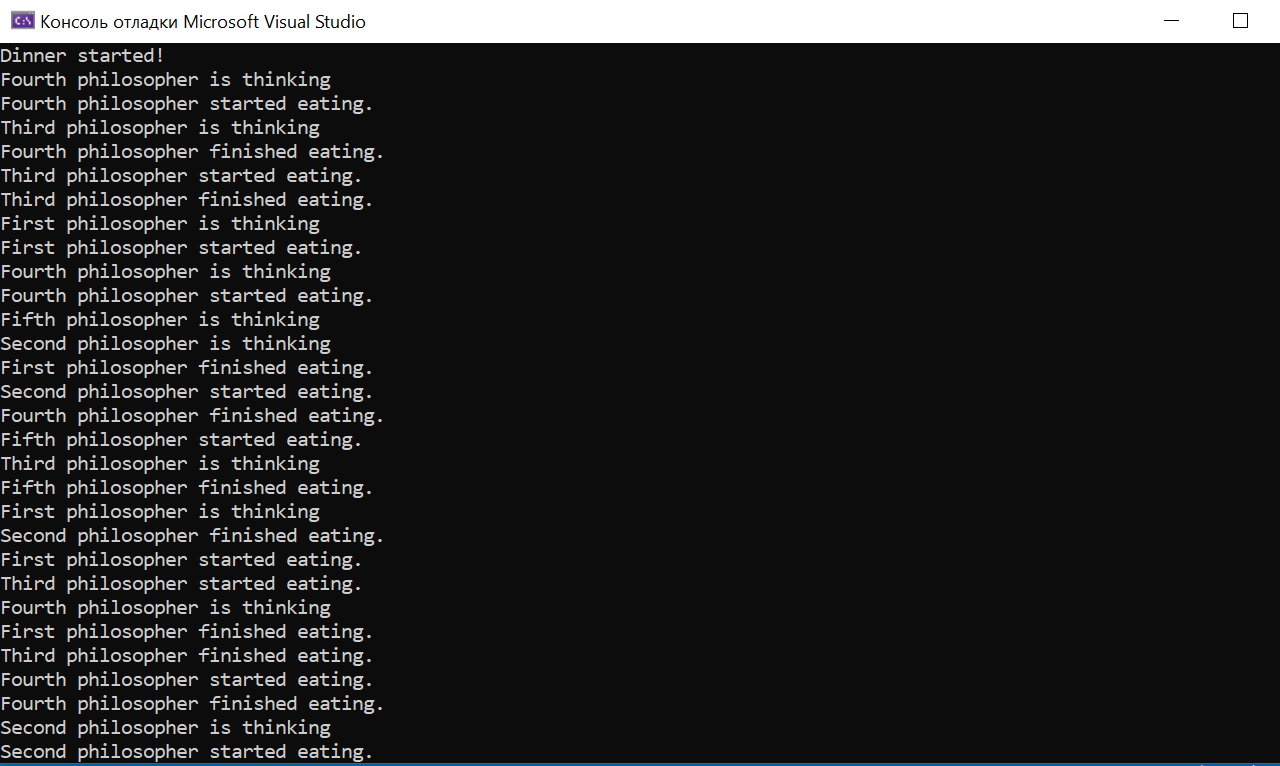 Консоль отладки Microsoft Visual Studio
Dinner started!
Fourth philosopher is thinking
Fourth philosopher started eating.
Third philosopher is thinking
Fourth philosopher finished eating.
Third philosopher started eating.
Third philosopher finished eating.
First philosopher is thinking
First philosopher started eating.
Fourth philosopher is thinking
Fourth philosopher started eating.
Fifth philosopher is thinking
Second philosopher is thinking
First philosopher finished eating.
Second philosopher started eating.
Fourth philosopher finished eating.
Fifth philosopher started eating.
Third philosopher is thinking
Fifth philosopher finished eating.
First philosopher is thinking
Second philosopher finished eating.
First philosopher started eating.
Third philosopher started eating.
Fourth philosopher is thinking
First philosopher finished eating.
Third philosopher finished eating.
Fourth philosopher started eating.
Fourth philosopher finished eating.
Second philosopher is thinking
Second philosopher started eating.